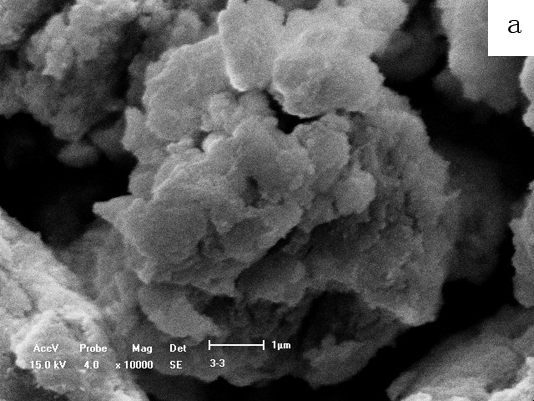 a
AccV Probe Mag Det 1μm
15.0 kV 4.0 x 10000 SE 3-3